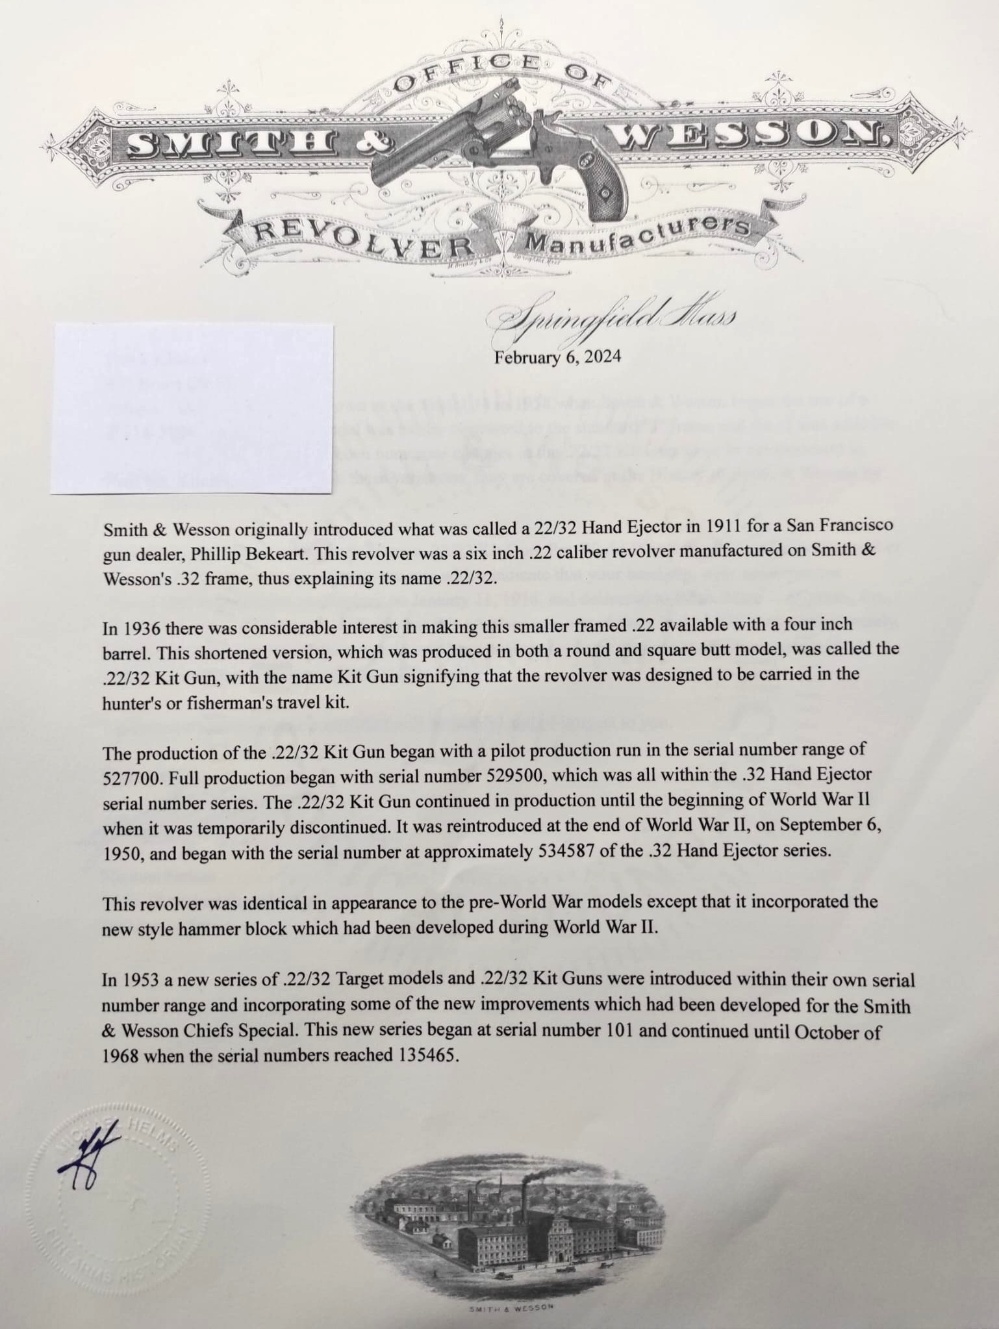 OFFICE OF
SMITH & WESSON,
REVOLVER Manufacturers
Springfield Mass
February 6, 2024
Smith & Wesson originally introduced what was called a 22/32 Hand Ejector in 1911 for a San Francisco
gun dealer, Phillip Bekeart. This revolver was a six inch .22 caliber revolver manufactured on Smith &
Wesson's .32 frame, thus explaining its name .22/32.
In 1936 there was considerable interest in making this smaller framed .22 available with a four inch
barrel. This shortened version, which was produced in both a round and square butt model, was called the
.22/32 Kit Gun, with the name Kit Gun signifying that the revolver was designed to be carried in the
hunter's or fisherman's travel kit.
The production of the .22/32 Kit Gun began with a pilot production run in the serial number range of
527700. Full production began with serial number 529500, which was all within the .32 Hand Ejector
serial number series. The .22/32 Kit Gun continued in production until the beginning of World War II
when it was temporarily discontinued. It was reintroduced at the end of World War II, on September 6,
1950, and began with the serial number at approximately 534587 of the .32 Hand Ejector series.
This revolver was identical in appearance to the pre-World War models except that it incorporated the
new style hammer block which had been developed during World War II.
In 1953 a new series of .22/32 Target models and .22/32 Kit Guns were introduced within their own serial
number range and incorporating some of the new improvements which had been developed for the Smith
& Wesson Chiefs Special. This new series began at serial number 101 and continued until October of
1968 when the serial numbers reached 135465.
HELMS
HISTORIAN
SMITH & WESSON